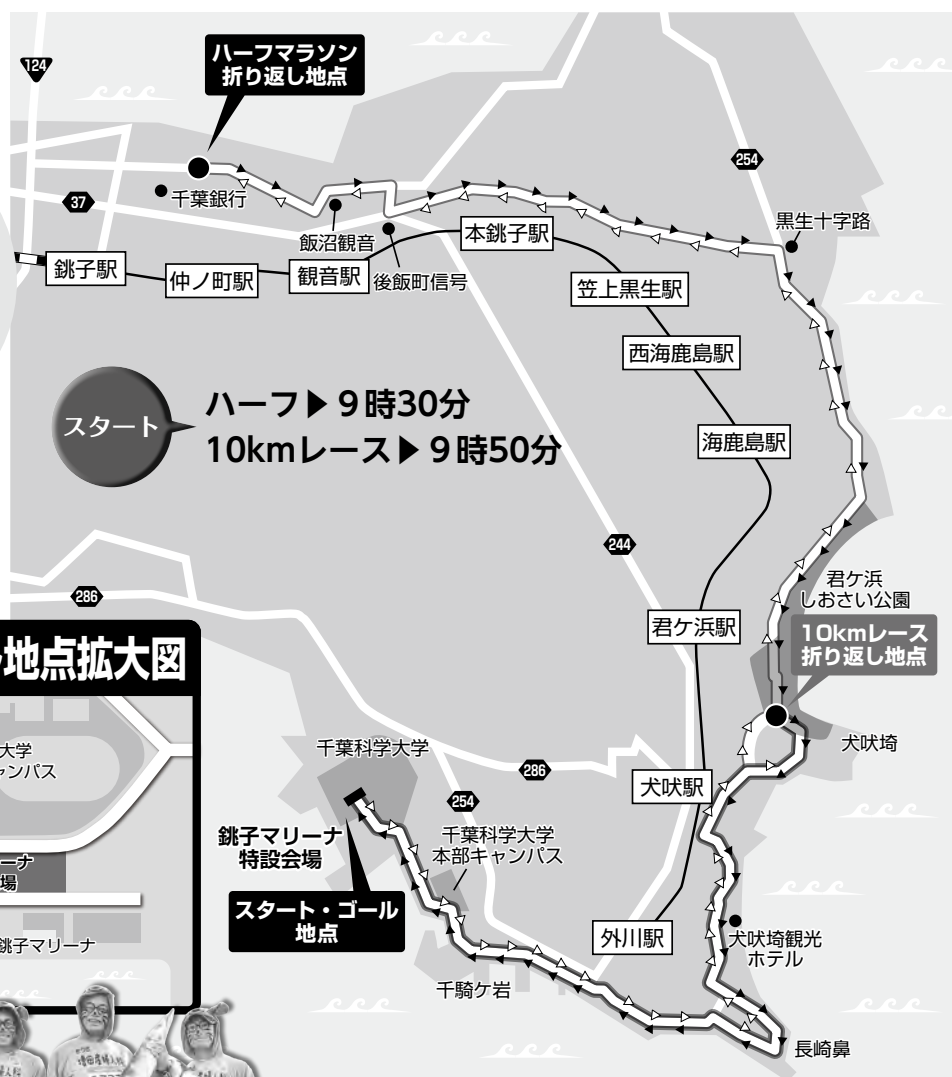 124
ハーフマラソン
折り返し地点
254
37
千葉銀行
飯沼観音
後飯町信号
黒生十字路
銚子駅
仲ノ町駅
観音駅
本銚子駅
笠上黒生駅
西海鹿島駅
海鹿島駅
スタート
ハーフ▶9時30分
10kmレース▶9時50分
244
286
君ケ浜
しおさい公園
君ケ浜駅
10kmレース
折り返し地点
地点拡大図
犬吠埼
大学
ャンパス
千葉科学大学
286
犬吠駅
254
銚子マリーナ
特設会場
千葉科学大学
本部キャンパス
ーナ
場
スタート・ゴール
地点
外川駅
犬吠埼観光
ホテル
銚子マリーナ
千騎ケ岩
長崎鼻